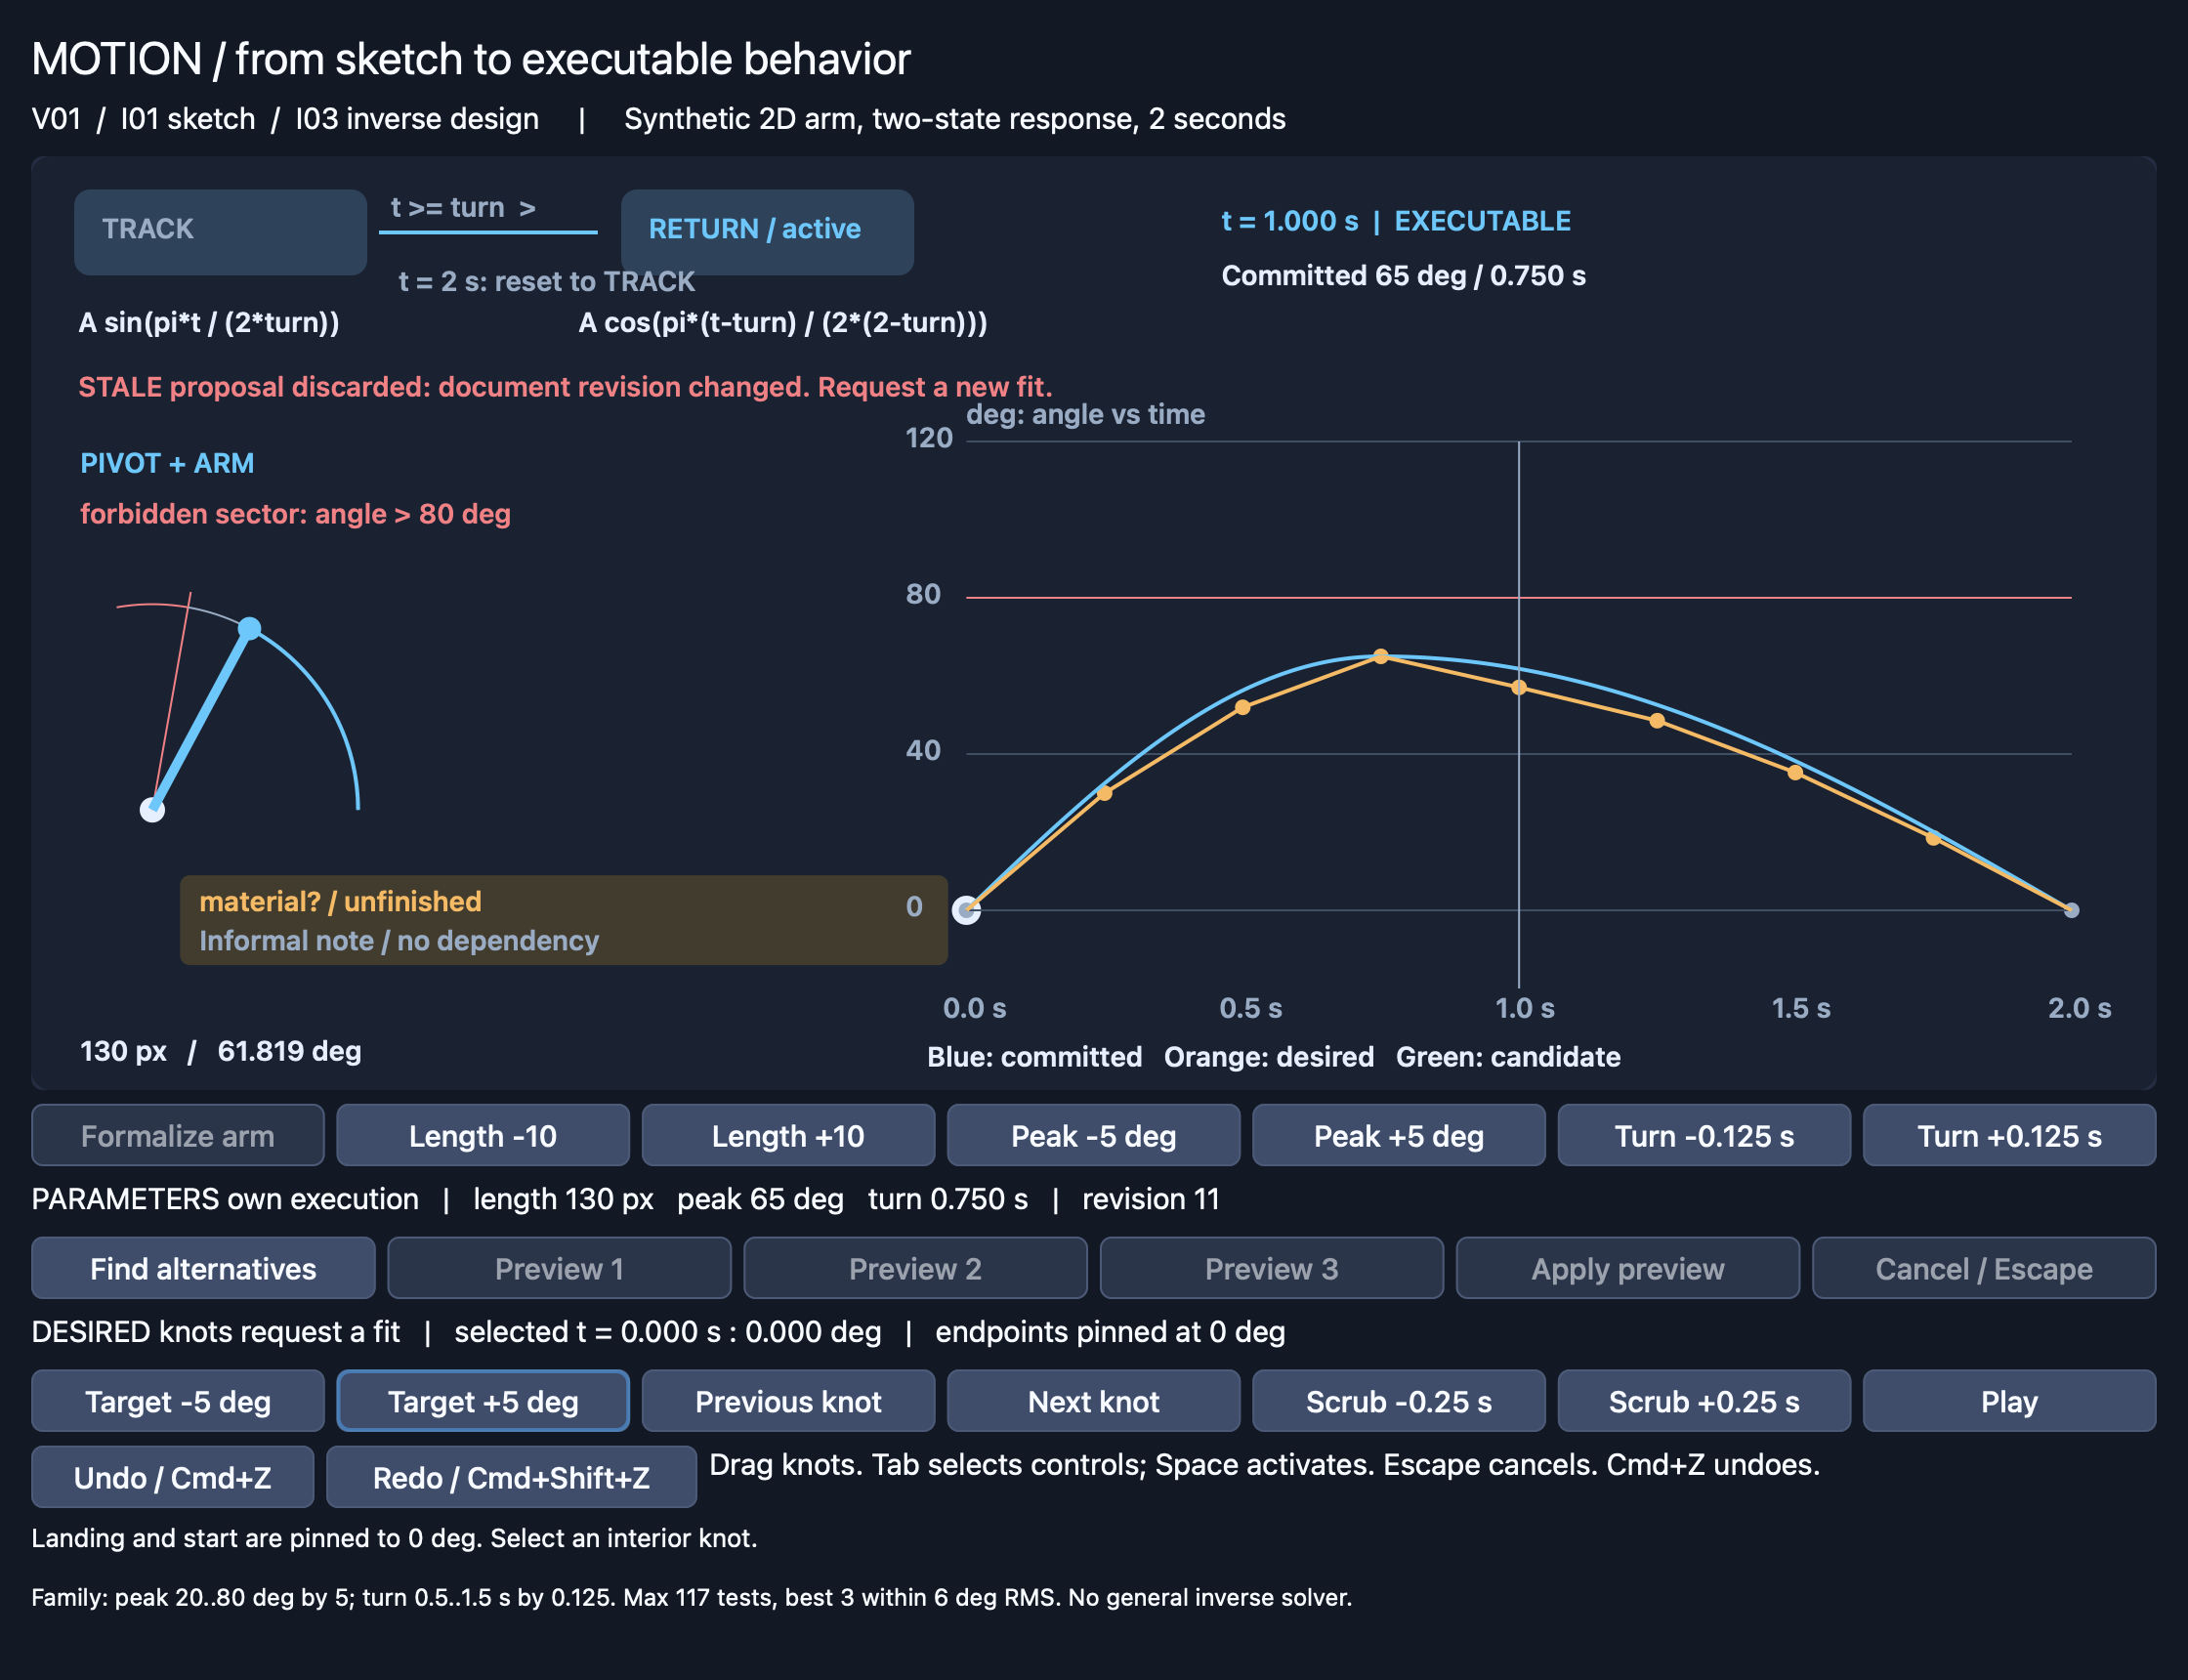 MOTION / from sketch to executable behavior
V01 / I01 sketch / I03 inverse design | Synthetic 2D arm, two-state response, 2 seconds
TRACK
t >= turn >
RETURN / active
t = 1.000 s | EXECUTABLE
t = 2 s: reset to TRACK
Committed 65 deg / 0.750 s
A sin(pi*t / (2*turn))
A cos(pi*(t-turn) / (2*(2-turn)))
STALE proposal discarded: document revision changed. Request a new fit.
deg: angle vs time
120
PIVOT + ARM
forbidden sector: angle > 80 deg
80
40
material? / unfinished
0
Informal note / no dependency
0.0 s 0.5 s 1.0 s 1.5 s 2.0 s
130 px / 61.819 deg
Blue: committed Orange: desired Green: candidate
Formalize arm Length -10 Length +10 Peak -5 deg Peak +5 deg Turn -0.125 s Turn +0.125 s
PARAMETERS own execution | length 130 px peak 65 deg turn 0.750 s | revision 11
Find alternatives Preview 1 Preview 2 Preview 3 Apply preview Cancel / Escape
DESIRED knots request a fit | selected t = 0.000 s : 0.000 deg | endpoints pinned at 0 deg
Target -5 deg Target +5 deg Previous knot Next knot Scrub -0.25 s Scrub +0.25 s Play
Undo / Cmd+Z Redo / Cmd+Shift+Z Drag knots. Tab selects controls; Space activates. Escape cancels. Cmd+Z undoes.
Landing and start are pinned to 0 deg. Select an interior knot.
Family: peak 20..80 deg by 5; turn 0.5..1.5 s by 0.125. Max 117 tests, best 3 within 6 deg RMS. No general inverse solver.